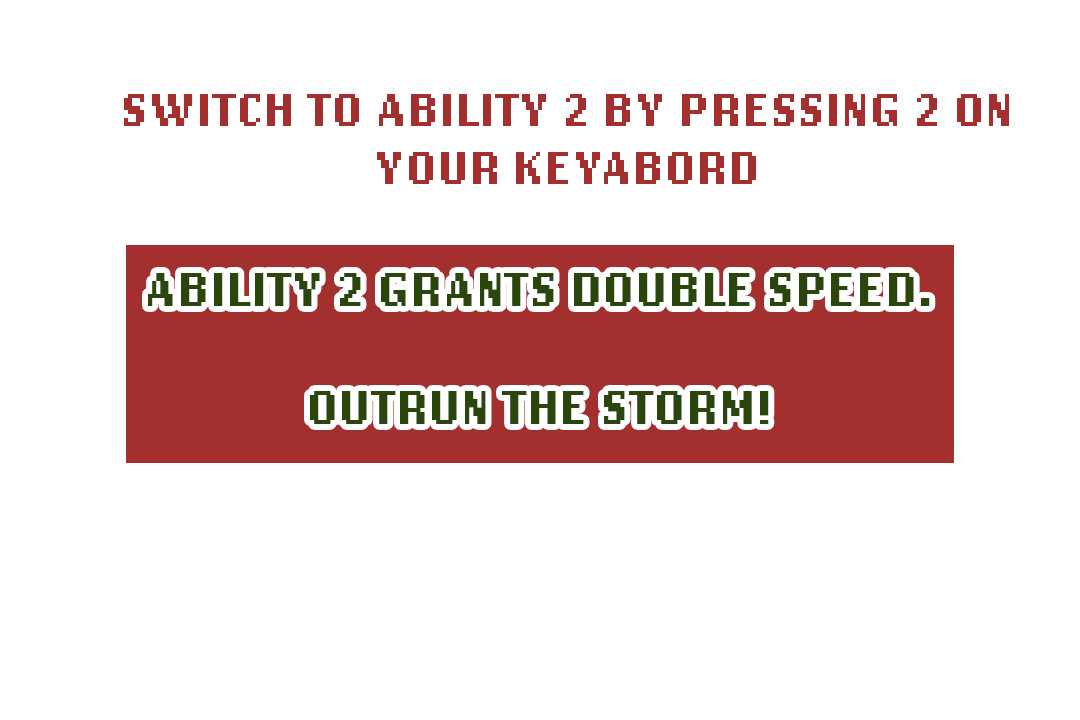 SWITCH TO ABILITY 2 BY PRESSING 2 ON
YOUR KEYABORD
ABILITY 2 GRANTS DOUBLE SPEED.
OUTRUN THE STORM!